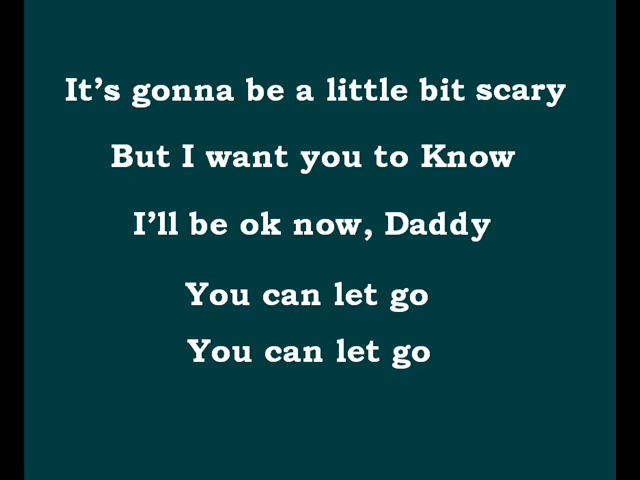 It's gonna be a little bit scary
But I want you to Know
I'll be ok now, Daddy
You can let go
You can let go